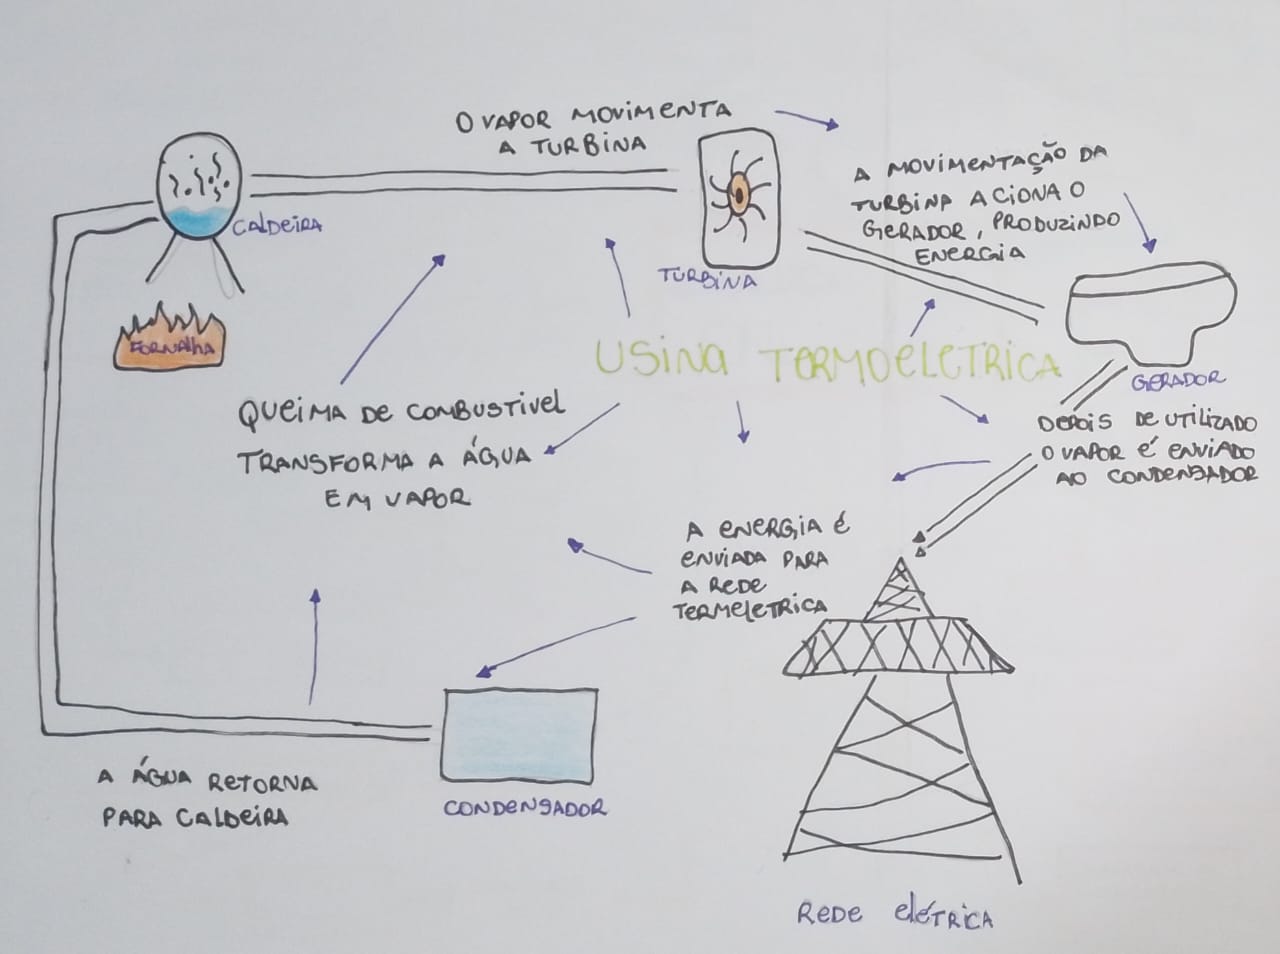 O VAPOR MOVIMENTA
A TURBINA
A MOVIMENTAÇÃO DA
TURBINA ACIONA O
GERADOR, PRODUZINDO
ENERGIA
CALDEIRA
TURBINA
FORNALHA
USINA TERMOELETRICA
GERADOR
QUEIMA DE COMBUSTIVEL
TRANSFORMA A ÁGUA
EM VAPOR
DEPOIS DE UTILIZADO
O VAPOR É ENVIADO
AO CONDENSADOR
A ENERGIA É
ENVIADA PARA
A REDE
TERMELETRICA
A ÁGUA RETORNA
PARA CALDEIRA
CONDENSADOR
REDE ELÉTRICA